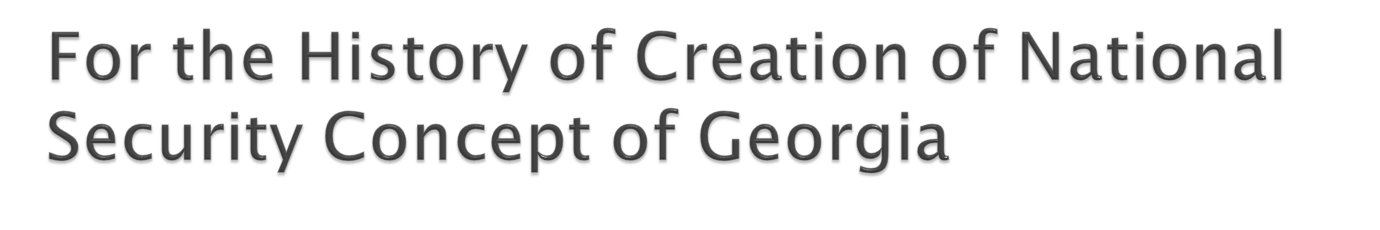 For the History of Creation of National
Security Concept of Georgia